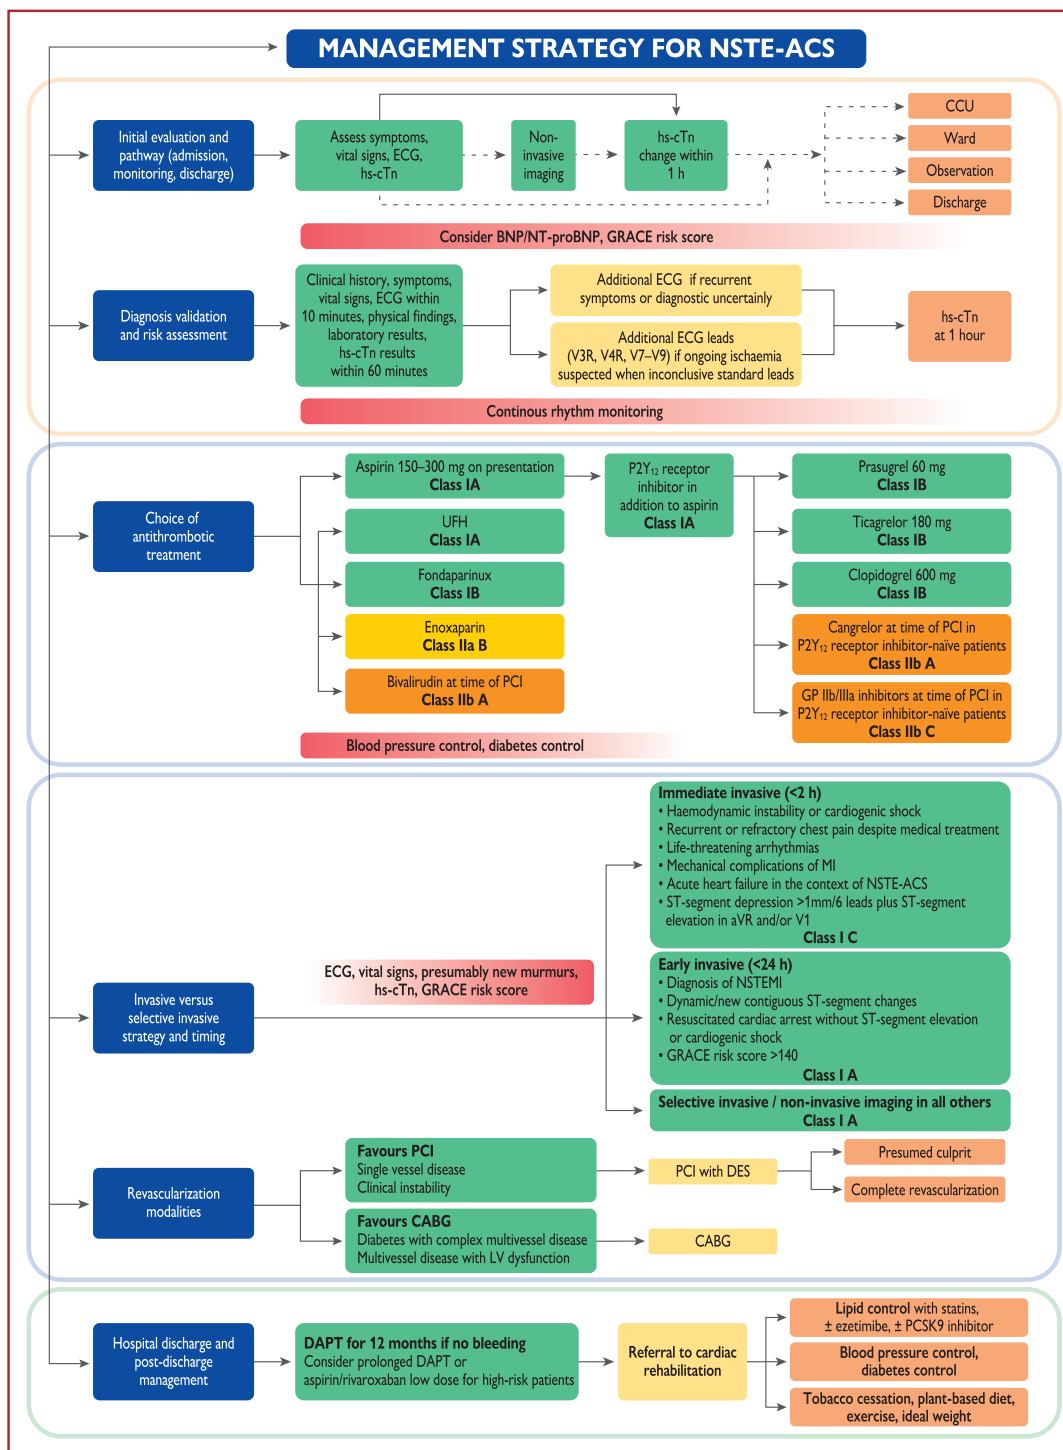 MANAGEMENT STRATEGY FOR NSTE-ACS
Initial evaluation and
pathway (admission,
monitoring, discharge)
Assess symptoms,
vital signs, ECG,
hs-cTn
Non-
invasive
imaging
hs-cTn
change within
1 h
CCU
Ward
Observation
Discharge
Consider BNP/NT-proBNP, GRACE risk score
Diagnosis validation
and risk assessment
Clinical history, symptoms,
vital signs, ECG within
10 minutes, physical findings,
laboratory results,
hs-cTn results
within 60 minutes
Additional ECG if recurrent
symptoms or diagnostic uncertainly
Additional ECG leads
(V3R, V4R, V7–V9) if ongoing ischaemia
suspected when inconclusive standard leads
hs-cTn
at 1 hour
Continous rhythm monitoring
Choice of
antithrombotic
treatment
Aspirin 150–300 mg on presentation
Class IA
UFH
Class IA
Fondaparinux
Class IB
Enoxaparin
Class IIa B
Bivalirudin at time of PCI
Class IIb A
P2Y₁₂ receptor
inhibitor in
addition to aspirin
Class IA
Prasugrel 60 mg
Class IB
Ticagrelor 180 mg
Class IB
Clopidogrel 600 mg
Class IB
Cangrelor at time of PCI in
P2Y₁₂ receptor inhibitor-naïve patients
Class IIb A
GP IIb/IIIa inhibitors at time of PCI in
P2Y₁₂ receptor inhibitor-naïve patients
Class IIb C
Blood pressure control, diabetes control
Invasive versus
selective invasive
strategy and timing
ECG, vital signs, presumably new murmurs,
hs-cTn, GRACE risk score
Immediate invasive (<2 h)
• Haemodynamic instability or cardiogenic shock
• Recurrent or refractory chest pain despite medical treatment
• Life-threatening arrhythmias
• Mechanical complications of MI
• Acute heart failure in the context of NSTE-ACS
• ST-segment depression >1mm/6 leads plus ST-segment
elevation in aVR and/or V1
Class I C
Early invasive (<24 h)
• Diagnosis of NSTEMI
• Dynamic/new contiguous ST-segment changes
• Resuscitated cardiac arrest without ST-segment elevation
or cardiogenic shock
• GRACE risk score >140
Class I A
Selective invasive / non-invasive imaging in all others
Class I A
Revascularization
modalities
Favours PCI
Single vessel disease
Clinical instability
PCI with DES
Presumed culprit
Complete revascularization
Favours CABG
Diabetes with complex multivessel disease
Multivessel disease with LV dysfunction
CABG
Hospital discharge and
post-discharge
management
DAPT for 12 months if no bleeding
Consider prolonged DAPT or
aspirin/rivaroxaban low dose for high-risk patients
Referral to cardiac
rehabilitation
Lipid control with statins,
± ezetimibe, ± PCSK9 inhibitor
Blood pressure control,
diabetes control
Tobacco cessation, plant-based diet,
exercise, ideal weight